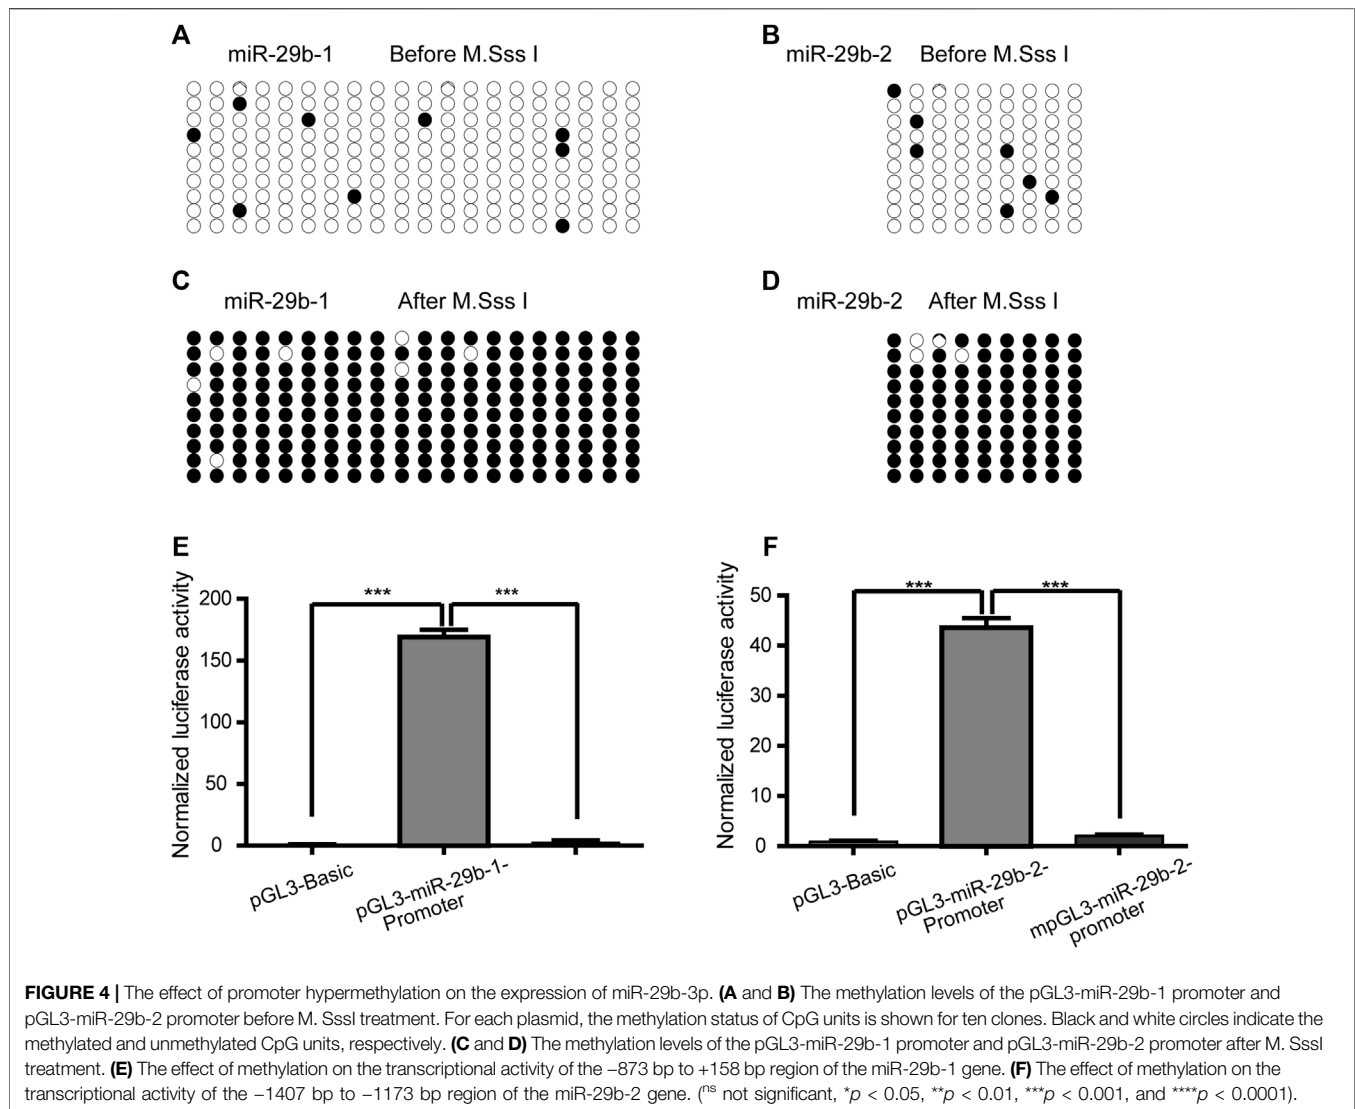 A
miR-29b-1 Before M.Sss I
B
miR-29b-2 Before M.Sss I
C
miR-29b-1 After M.Sss I
D
miR-29b-2 After M.Sss I
E
Normalized luciferase activity
200
150
100
50
0
*** ***
pGL3-Basic
pGL3-miR-29b-1-
Promoter
F
Normalized luciferase activity
50
40
30
20
10
0
*** ***
pGL3-Basic
pGL3-miR-29b-2-
Promoter
mpGL3-miR-29b-2-
promoter
FIGURE 4 | The effect of promoter hypermethylation on the expression of miR-29b-3p. (A and B) The methylation levels of the pGL3-miR-29b-1 promoter and
pGL3-miR-29b-2 promoter before M. SssI treatment. For each plasmid, the methylation status of CpG units is shown for ten clones. Black and white circles indicate the
methylated and unmethylated CpG units, respectively. (C and D) The methylation levels of the pGL3-miR-29b-1 promoter and pGL3-miR-29b-2 promoter after M. SssI
treatment. (E) The effect of methylation on the transcriptional activity of the −873 bp to +158 bp region of the miR-29b-1 gene. (F) The effect of methylation on the
transcriptional activity of the −1407 bp to −1173 bp region of the miR-29b-2 gene. (ns not significant, *p < 0.05, **p < 0.01, ***p < 0.001, and ****p < 0.0001).